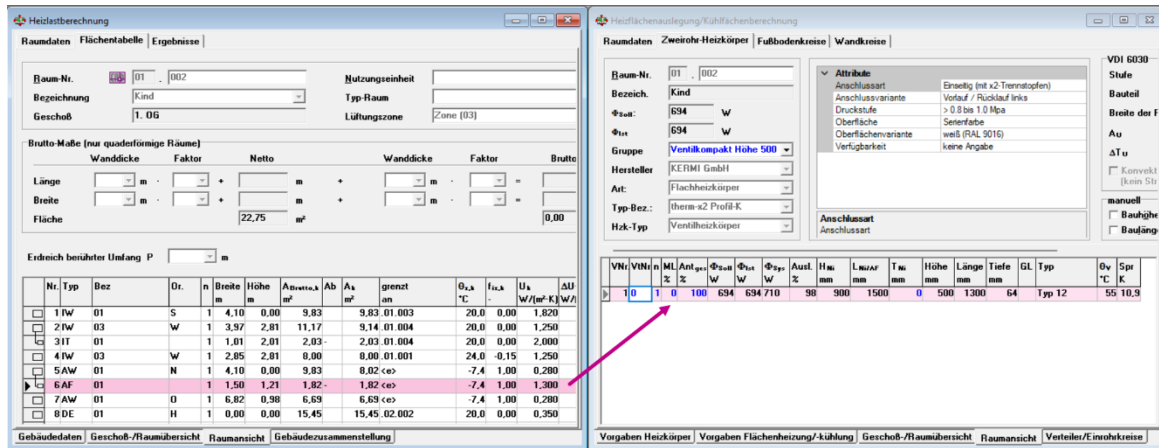 Heizlastberechnung
Raumdaten Flächentabelle Ergebnisse
Raum-Nr. 01 . 002 Nutzungseinheit
Bezeichnung Kind Typ-Raum
Geschoß 1. OG Lüftungszone Zone (03)
Brutto-Maße (nur quaderförmige Räume)
Wanddicke Faktor Netto Wanddicke Faktor Brutto
Länge m · + m + m · =
Breite m · + m + m · =
Fläche 22,75 m² 0,00
Erdreich berührter Umfang P m
Nr. Typ Bez Or. n Breite Höhe ABrutto,k Ab Ak grenzt Θx,k fix,k Uk ΔU
m m m² m² an °C W/(m²·K) W/
1 IW 01 S 1 4,10 0,00 9,83 9,83 .01.003 20,0 0,00 1,820
2 IW 03 W 1 3,97 2,81 11,17 9,14 .01.004 20,0 0,00 1,250
3 IT 01 1 1,01 2,01 2,03 - 2,03 .01.004 20,0 0,00 2,000
4 IW 03 W 1 2,85 2,81 8,00 8,00 .01.001 24,0 -0,15 1,250
5 AW 01 N 1 4,10 0,00 9,83 8,02 <e> -7,4 1,00 0,280
6 AF 01 1 1,50 1,21 1,82 - 1,82 <e> -7,4 1,00 1,300
7 AW 01 O 1 6,82 0,98 6,69 6,69 <e> -7,4 1,00 0,280
8 DE 01 H 1 0,00 0,00 15,45 15,45 .02.002 20,0 0,00 0,350
Gebäudedaten Geschoß-/Raumübersicht Raumansicht Gebäudezusammenstellung
Heizflächenauslegung/Kühlflächenberechnung
Raumdaten Zweirohr-Heizkörper Fußbodenkreise Wandkreise
Raum-Nr. 01 . 002
Bezeich. Kind
ΦSoll: 694 W
ΦIst 694 W
Gruppe Ventilkompakt Höhe 500
Hersteller KERMI GmbH
Art: Flachheizkörper
Typ-Bez.: therm-x2 Profil-K
Hzk-Typ Ventilheizkörper
Attribute
Anschlussart Einseitig (mit x2-Trennstopfen)
Anschlussvariante Vorlauf / Rücklauf links
Druckstufe > 0.8 bis 1.0 Mpa
Oberfläche Serienfarbe
Oberflächenvariante weiß (RAL 9016)
Verfügbarkeit keine Angabe
Anschlussart
Anschlussart
VDI 6030
Stufe
Bauteil
Breite der F
Au
ΔTu
Konvekt
(kein Str
manuell
Bauhöhe
Baulänge
VNr VtNr n ML Antges ΦSoll ΦIst ΦSys Ausl. HNi LNi/AF TNi Höhe Länge Tiefe GL Typ Θv Spr
% % W W W % mm mm mm mm mm mm °C K
1 0 1 0 100 694 694 710 98 900 1500 0 500 1300 64 Typ 12 55 10,9
Vorgaben Heizkörper Vorgaben Flächenheizung/-kühlung Geschoß-/Raumübersicht Raumansicht Verteiler/Einrohrkreise